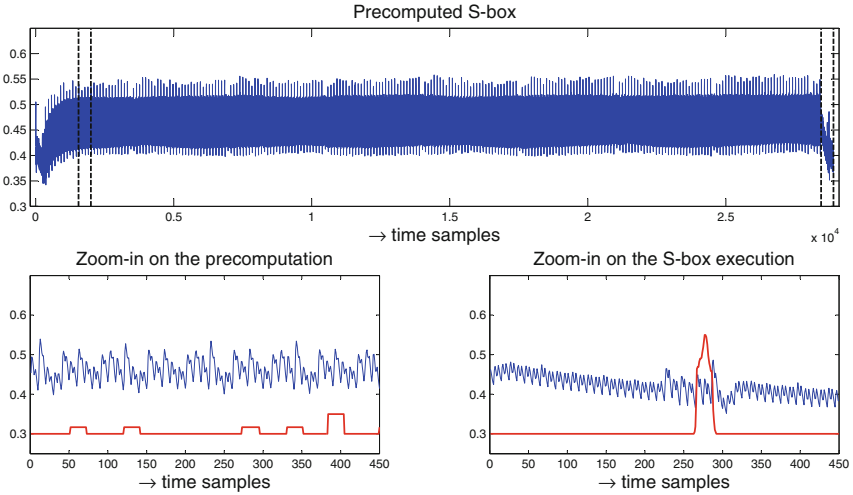 Precomputed S-box
0.6
0.55
0.5
0.45
0.4
0.35
0.3
0 0.5 1 1.5 2 2.5
→ time samples
x 10^4
Zoom-in on the precomputation
0.6
0.5
0.4
0.3
0 50 100 150 200 250 300 350 400 450
→ time samples
Zoom-in on the S-box execution
0.6
0.5
0.4
0.3
0 50 100 150 200 250 300 350 400 450
→ time samples